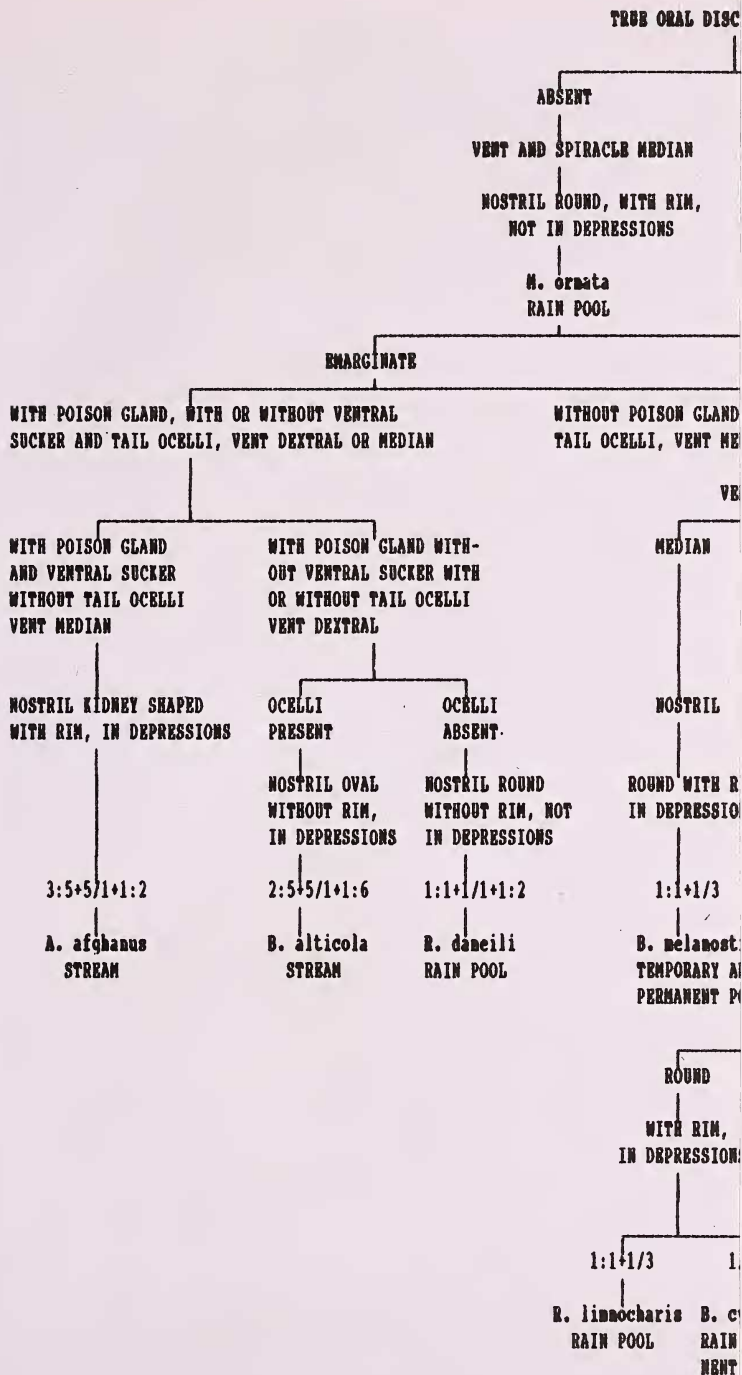 TRUE ORAL DISC
ABSENT
VENT AND SPIRACLE MEDIAN
NOSTRIL ROUND, WITH RIM,
NOT IN DEPRESSIONS
M. ornata
RAIN POOL
EMARGINATE
WITH POISON GLAND, WITH OR WITHOUT VENTRAL
SUCKER AND TAIL OCELLI, VENT DEXTRAL OR MEDIAN
WITHOUT POISON GLAND
TAIL OCELLI, VENT ME
VE
WITH POISON GLAND
AND VENTRAL SUCKER
WITHOUT TAIL OCELLI
VENT MEDIAN
WITH POISON GLAND WITH-
OUT VENTRAL SUCKER WITH
OR WITHOUT TAIL OCELLI
VENT DEXTRAL
MEDIAN
NOSTRIL KIDNEY SHAPED
WITH RIM, IN DEPRESSIONS
OCELLI
PRESENT
OCELLI
ABSENT
NOSTRIL
NOSTRIL OVAL
WITHOUT RIM,
IN DEPRESSIONS
NOSTRIL ROUND
WITHOUT RIM, NOT
IN DEPRESSIONS
ROUND WITH R
IN DEPRESSIO
3:5+5/1+1:2
2:5+5/1+1:6
1:1+1/1+1:2
1:1+1/3
A. afghanus
STREAM
B. alticola
STREAM
R. daneili
RAIN POOL
B. melanosti
TEMPORARY A
PERMANENT PO
ROUND
WITH RIM,
IN DEPRESSIONS
1:1+1/3
1
R. limnocharis
RAIN POOL
B. c
RAIN
NENT